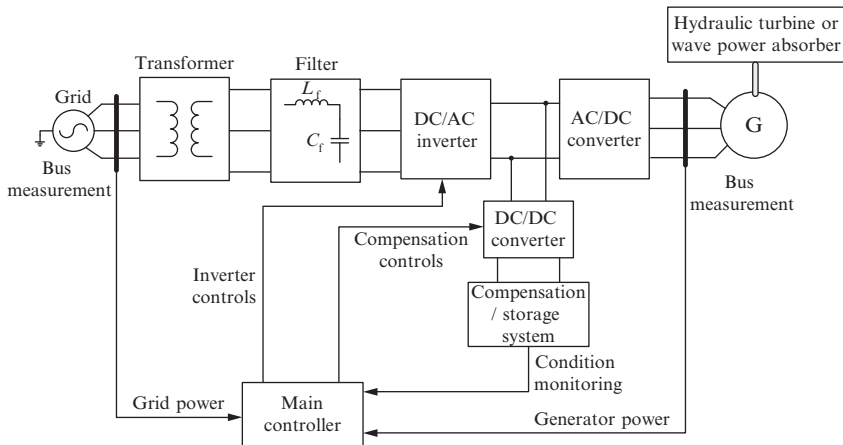 Hydraulic turbine or
wave power absorber
Transformer
Filter
Grid
L_f
C_f
DC/AC
inverter
AC/DC
converter
G
Bus
measurement
Bus
measurement
DC/DC
converter
Compensation
controls
Inverter
controls
Compensation
/ storage
system
Condition
monitoring
Grid power
Main
controller
Generator power